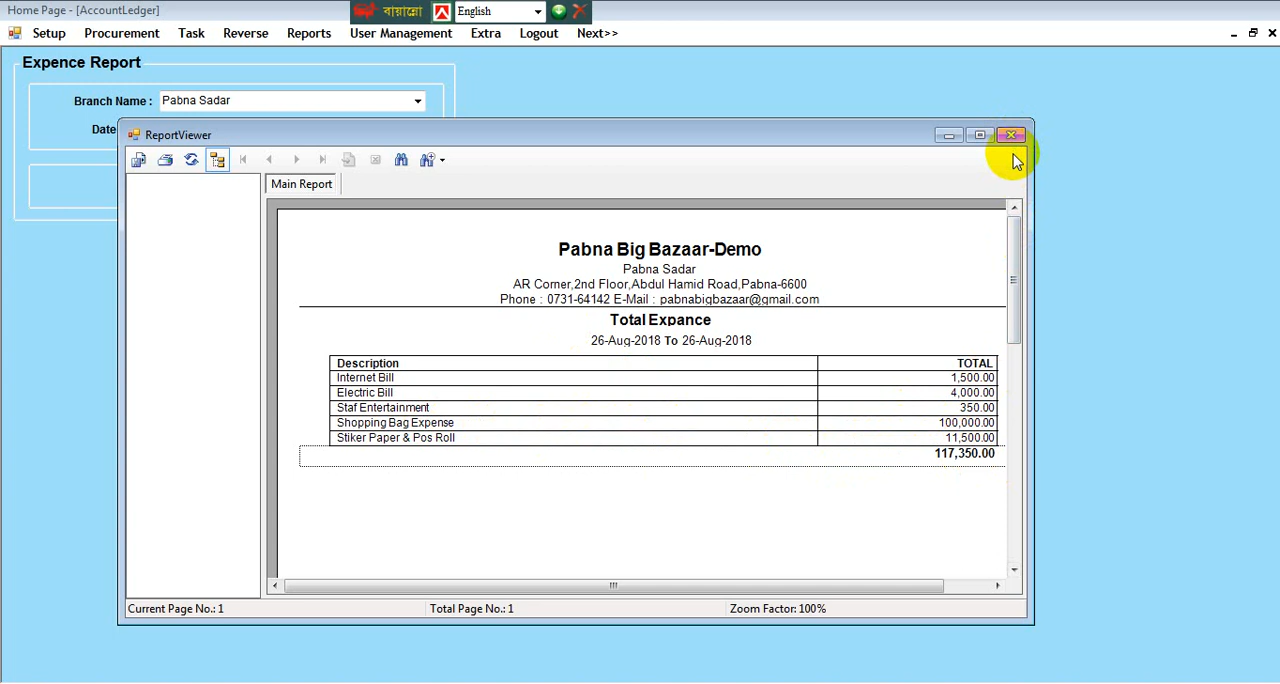 Home Page - [AccountLedger]
বায়ান্নো English
Setup Procurement Task Reverse Reports User Management Extra Logout Next>>
Expence Report
Branch Name : Pabna Sadar
Date
ReportViewer
Main Report
Pabna Big Bazaar-Demo
Pabna Sadar
AR Corner,2nd Floor,Abdul Hamid Road,Pabna-6600
Phone : 0731-64142 E-Mail : pabnabigbazaar@gmail.com
Total Expance
26-Aug-2018 To 26-Aug-2018
Description TOTAL
Internet Bill 1,500.00
Electric Bill 4,000.00
Staf Entertainment 350.00
Shopping Bag Expense 100,000.00
Stiker Paper & Pos Roll 11,500.00
117,350.00
Current Page No.: 1 Total Page No.: 1 Zoom Factor: 100%